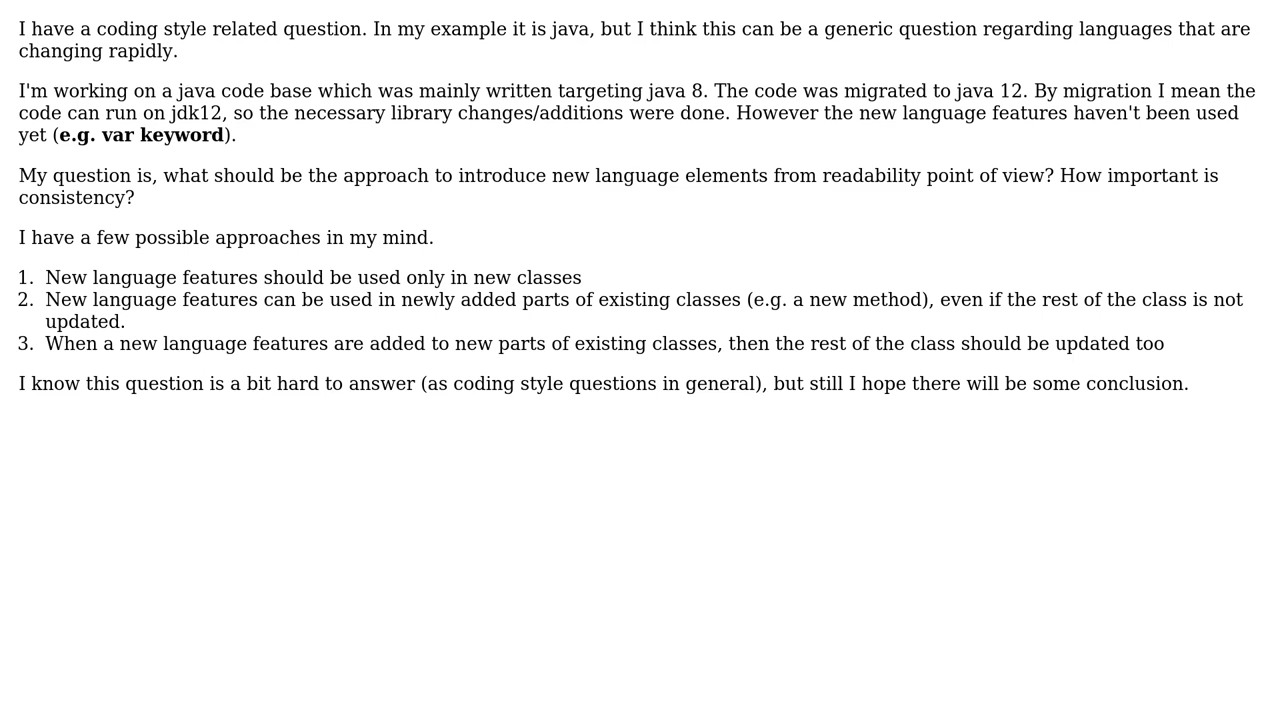 I have a coding style related question. In my example it is java, but I think this can be a generic question regarding languages that are
changing rapidly.
I'm working on a java code base which was mainly written targeting java 8. The code was migrated to java 12. By migration I mean the
code can run on jdk12, so the necessary library changes/additions were done. However the new language features haven't been used
yet (e.g. var keyword).
My question is, what should be the approach to introduce new language elements from readability point of view? How important is
consistency?
I have a few possible approaches in my mind.
1. New language features should be used only in new classes
2. New language features can be used in newly added parts of existing classes (e.g. a new method), even if the rest of the class is not
updated.
3. When a new language features are added to new parts of existing classes, then the rest of the class should be updated too
I know this question is a bit hard to answer (as coding style questions in general), but still I hope there will be some conclusion.